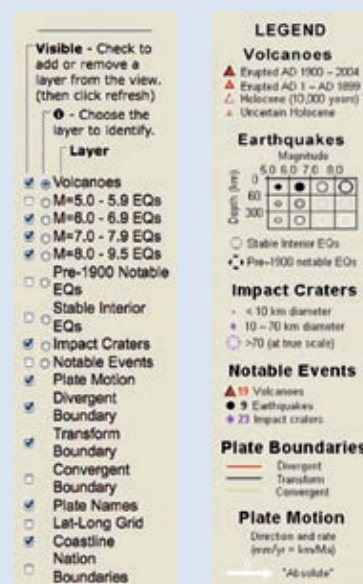 Visible - Check to
add or remove a
layer from the view.
(then click refresh)
- Choose the
layer to identify.
Layer
Volcanoes
M=5.0 - 5.9 EQs
M=6.0 - 6.9 EQs
M=7.0 - 7.9 EQs
M=8.0 - 9.5 EQs
Pre-1900 Notable
EQs
Stable Interior
EQs
Impact Craters
Notable Events
Plate Motion
Divergent
Boundary
Transform
Boundary
Convergent
Boundary
Plate Names
Lat-Long Grid
Coastline
Nation
Boundaries
LEGEND
Volcanoes
Erupted AD 1900 – 2004
Erupted AD 1 – AD 1899
Holocene (10,000 years)
Uncertain Holocene
Earthquakes
Magnitude
5.0 6.0 7.0 8.0
Depth (km)
0
60
300
Stable Interior EQs
Pre–1900 notable EQs
Impact Craters
< 10 km diameter
10 – 70 km diameter
>70 (at true scale)
Notable Events
19 Volcanoes
9 Earthquakes
23 Impact craters
Plate Boundaries
Divergent
Transform
Convergent
Plate Motion
Direction and rate
(mm/yr = km/Ma)
"Absolute"